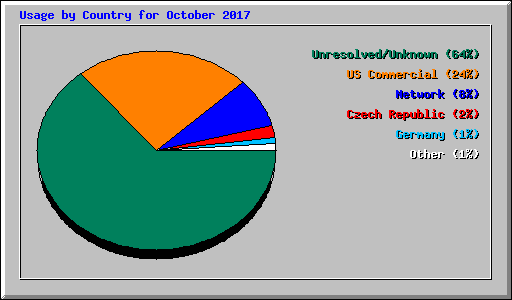 Usage by Country for October 2017
Unresolved/Unknown (64%)
US Commercial (24%)
Network (8%)
Czech Republic (2%)
Germany (1%)
Other (1%)